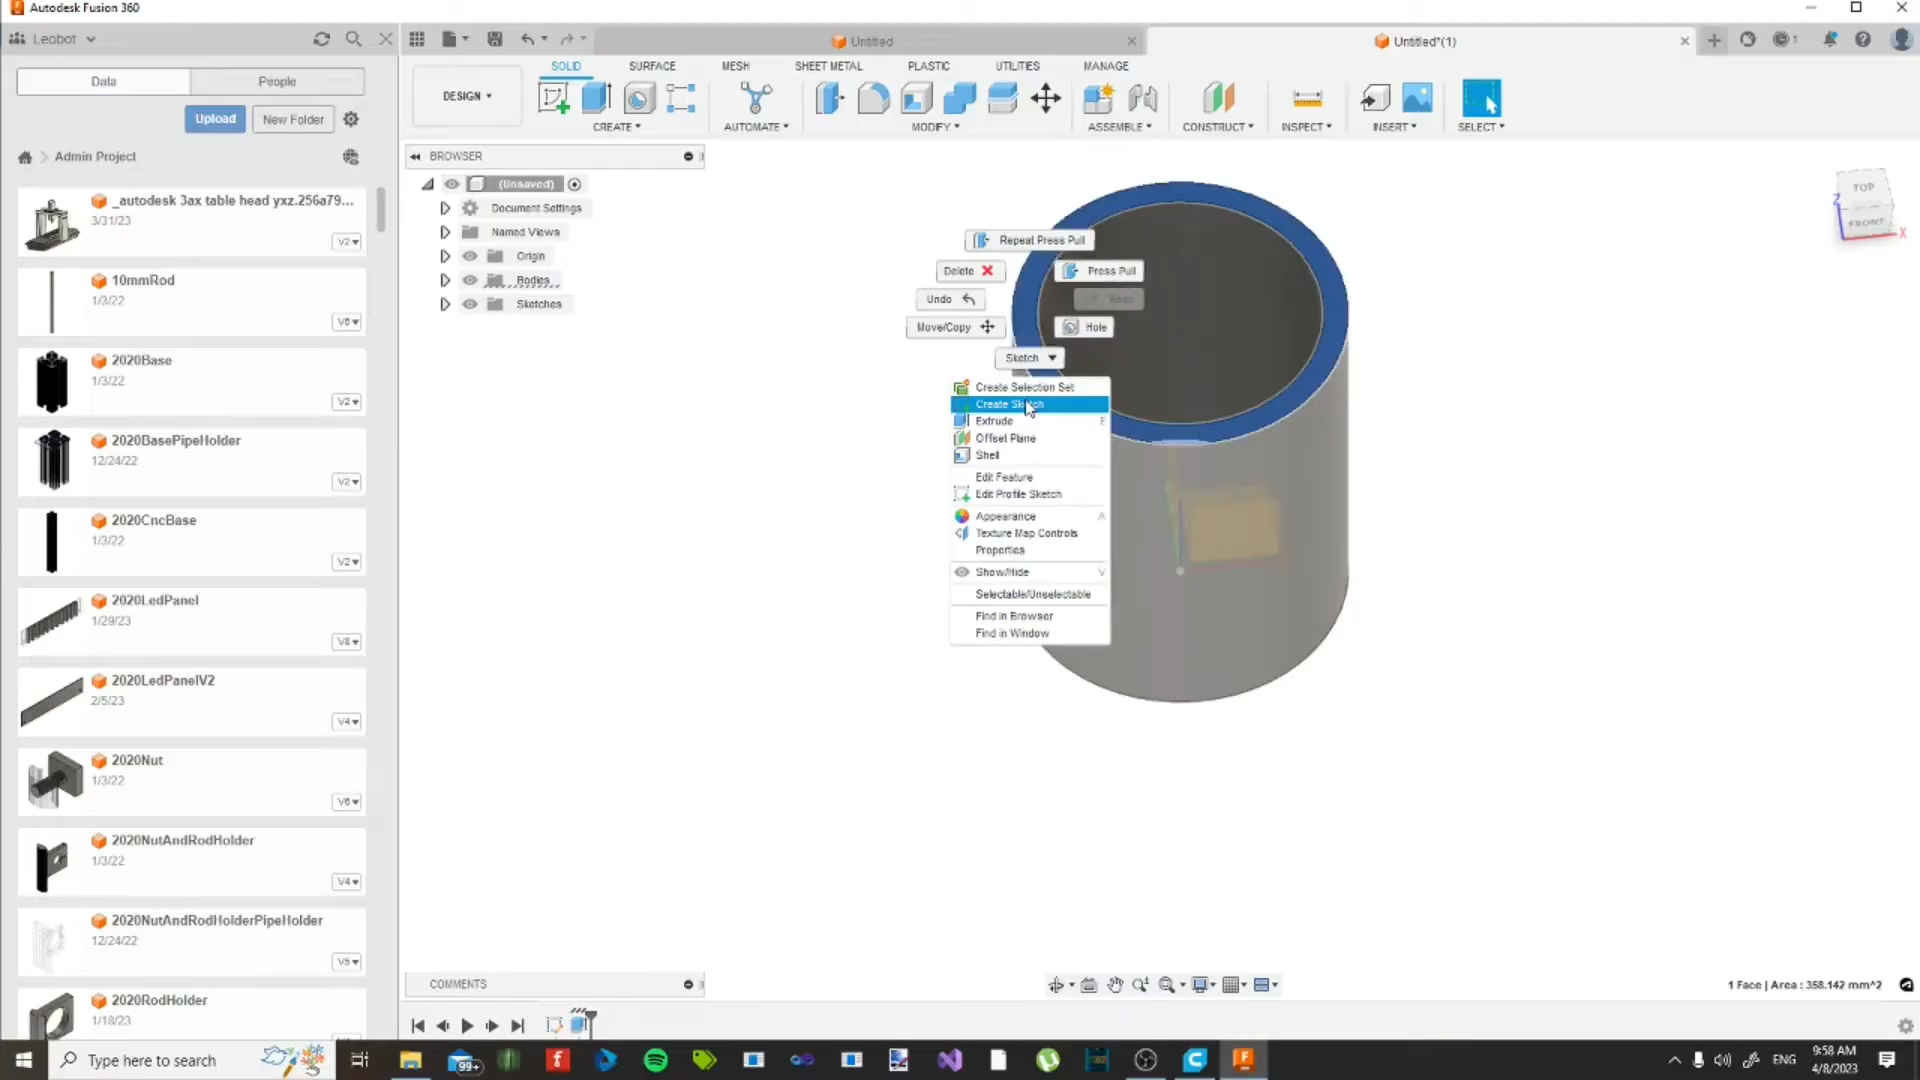 Autodesk Fusion 360
Leobot
Untitled
Untitled*(1)
1
Data
People
Upload
New Folder
Admin Project
_autodesk 3ax table head yxz.256a79...
3/31/23
V2
10mmRod
1/3/22
V6
2020Base
1/3/22
V2
2020BasePipeHolder
12/24/22
V2
2020CncBase
1/3/22
V2
2020LedPanel
1/29/23
V8
2020LedPanelV2
2/5/23
V4
2020Nut
1/3/22
V6
2020NutAndRodHolder
1/3/22
V4
2020NutAndRodHolderPipeHolder
12/24/22
V5
2020RodHolder
1/18/23
DESIGN
SOLID
SURFACE
MESH
SHEET METAL
PLASTIC
UTILITIES
MANAGE
CREATE
AUTOMATE
MODIFY
ASSEMBLE
CONSTRUCT
INSPECT
INSERT
SELECT
BROWSER
(Unsaved)
Document Settings
Named Views
Origin
Bodies
Sketches
TOP
FRONT
Z
X
Repeat Press Pull
Delete
Press Pull
Undo
Redo
Move/Copy
Hole
Sketch
Create Selection Set
Create Sketch
Extrude E
Offset Plane
Shell
Edit Feature
Edit Profile Sketch
Appearance A
Texture Map Controls
Properties
Show/Hide V
Selectable/Unselectable
Find in Browser
Find in Window
COMMENTS
1 Face | Area : 358.142 mm^2
Type here to search
99+
ENG
9:58 AM
4/8/2023